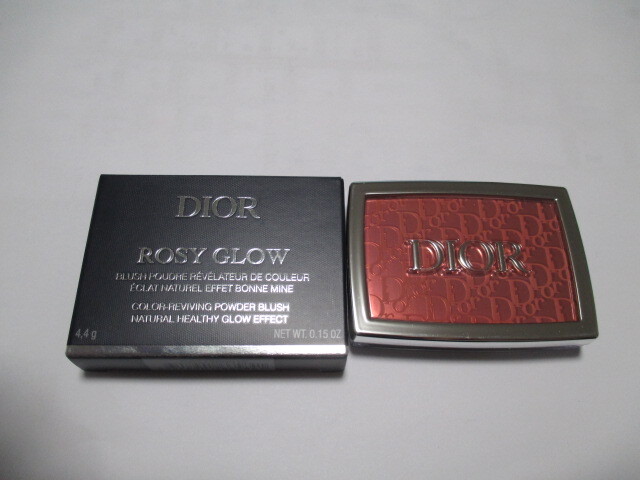 DIOR
ROSY GLOW
BLUSH POUDRE RÉVÉLATEUR DE COULEUR
ÉCLAT NATUREL EFFET BONNE MINE
COLOR-REVIVING POWDER BLUSH
NATURAL HEALTHY GLOW EFFECT
4,4 g NET WT. 0.15 OZ
DIOR